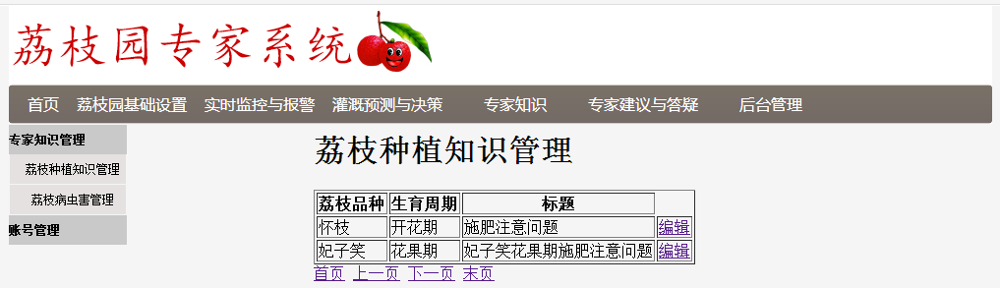 荔枝园专家系统
首页 荔枝园基础设置 实时监控与报警 灌溉预测与决策 专家知识 专家建议与答疑 后台管理
专家知识管理
荔枝种植知识管理
荔枝病虫害管理
账号管理
荔枝种植知识管理
荔枝品种 生育周期 标题
怀枝 开花期 施肥注意问题 编辑
妃子笑 花果期 妃子笑花果期施肥注意问题 编辑
首页 上一页 下一页 末页